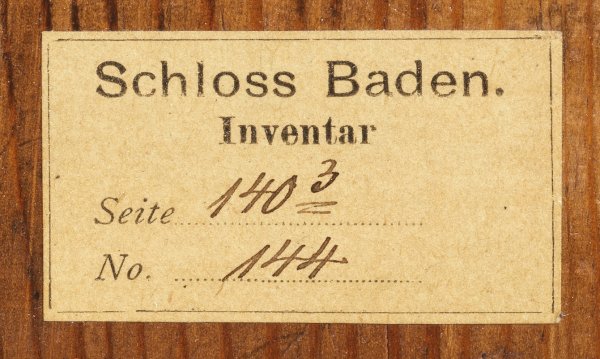 Schloss Baden.
Inventar
Seite 140 3
No. 144